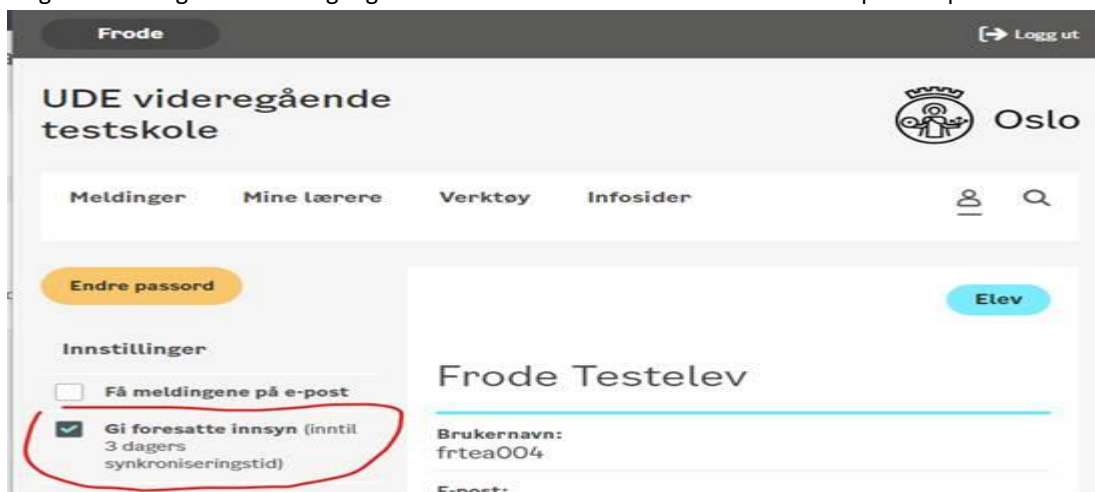 Frode
Logg ut
UDE videregående
testskole
Oslo
Meldinger Mine lærere Verktøy Infosider
Endre passord
Elev
Innstillinger
Få meldingene på e-post
Gi foresatte innsyn (inntil
3 dagers
synkroniseringstid)
Frode Testelev
Brukernavn:
frtea004
E-post: